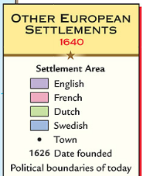 OTHER EUROPEAN
SETTLEMENTS
1640
Settlement Area
English
French
Dutch
Swedish
Town
1626 Date founded
Political boundaries of today